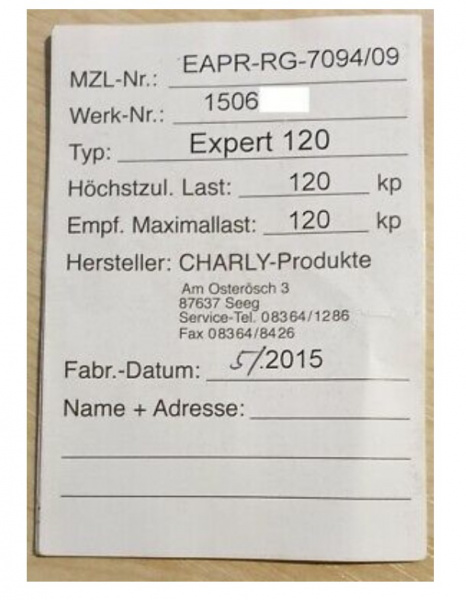 MZL-Nr.: EAPR-RG-7094/09
Werk-Nr.: 1506
Typ: Expert 120
Höchstzul. Last: 120 kp
Empf. Maximallast: 120 kp
Hersteller: CHARLY-Produkte
Am Osterösch 3
87637 Seeg
Service-Tel. 08364/1286
Fax 08364/8426
Fabr.-Datum: 5/.2015
Name + Adresse: